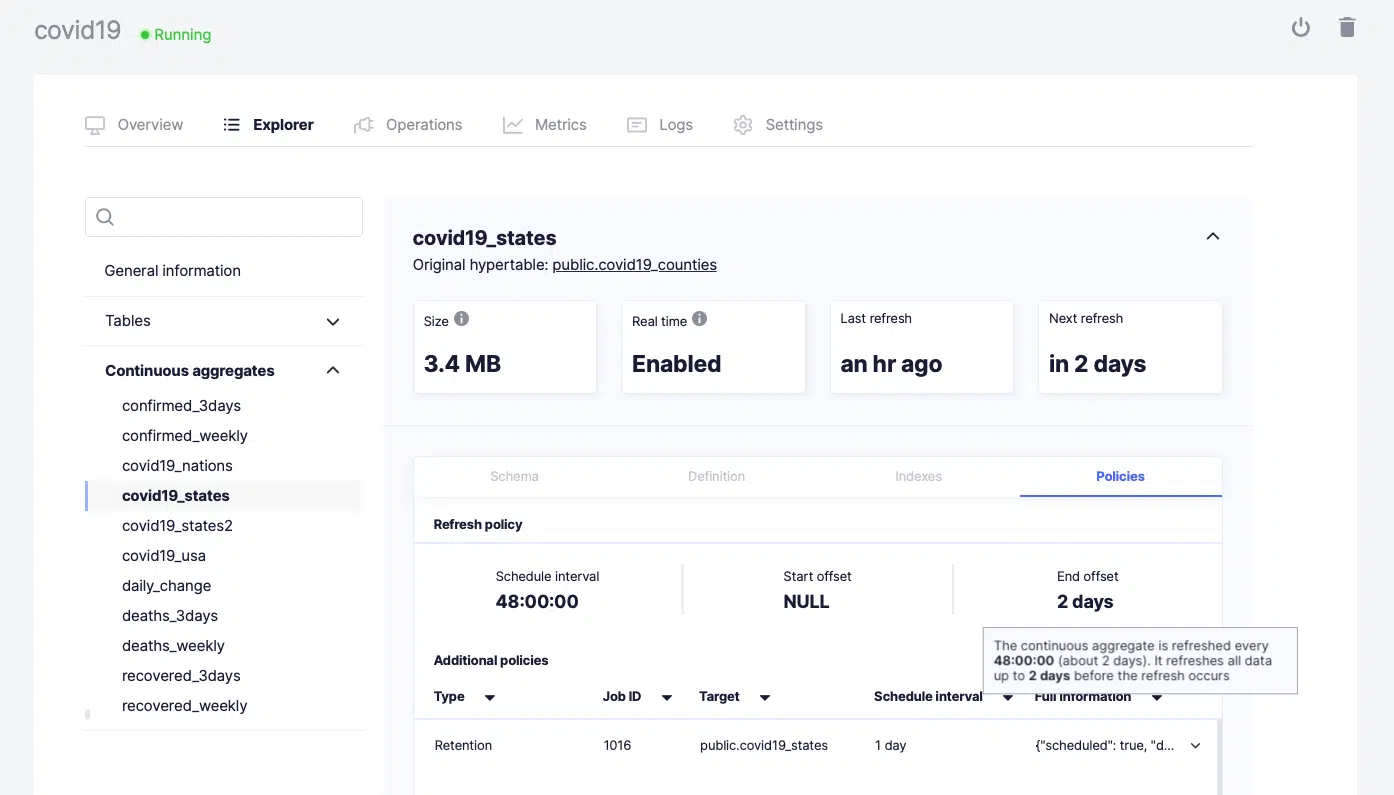 covid19 Running
Overview Explorer Operations Metrics Logs Settings
General information
Tables
Continuous aggregates
confirmed_3days
confirmed_weekly
covid19_nations
covid19_states
covid19_states2
covid19_usa
daily_change
deaths_3days
deaths_weekly
recovered_3days
recovered_weekly
covid19_states
Original hypertable: public.covid19_counties
Size Real time Last refresh Next refresh
3.4 MB Enabled an hr ago in 2 days
Schema Definition Indexes Policies
Refresh policy
Schedule interval Start offset End offset
48:00:00 NULL 2 days
The continuous aggregate is refreshed every
48:00:00 (about 2 days). It refreshes all data
up to 2 days before the refresh occurs
Additional policies
Type Job ID Target Schedule interval Full information
Retention 1016 public.covid19_states 1 day {"scheduled": true, "d...